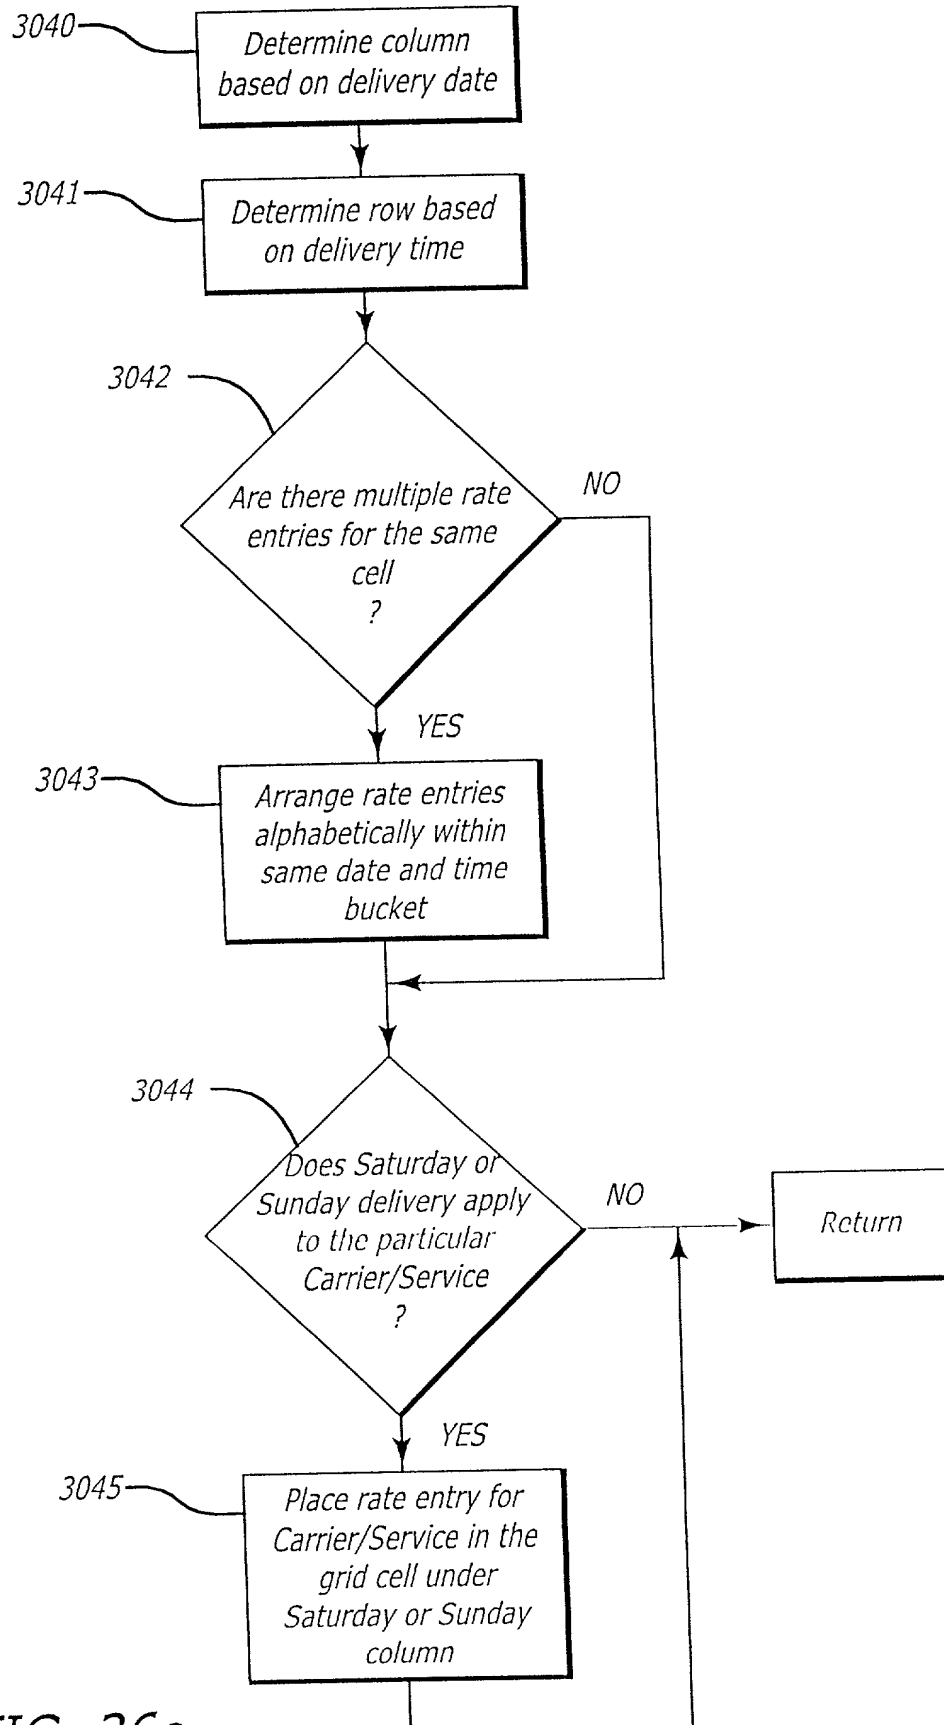 3040
Determine column
based on delivery date
3041
Determine row based
on delivery time
3042
Are there multiple rate
entries for the same
cell
?
NO
YES
3043
Arrange rate entries
alphabetically within
same date and time
bucket
3044
Does Saturday or
Sunday delivery apply
to the particular
Carrier/Service
?
NO
Return
YES
3045
Place rate entry for
Carrier/Service in the
grid cell under
Saturday or Sunday
column